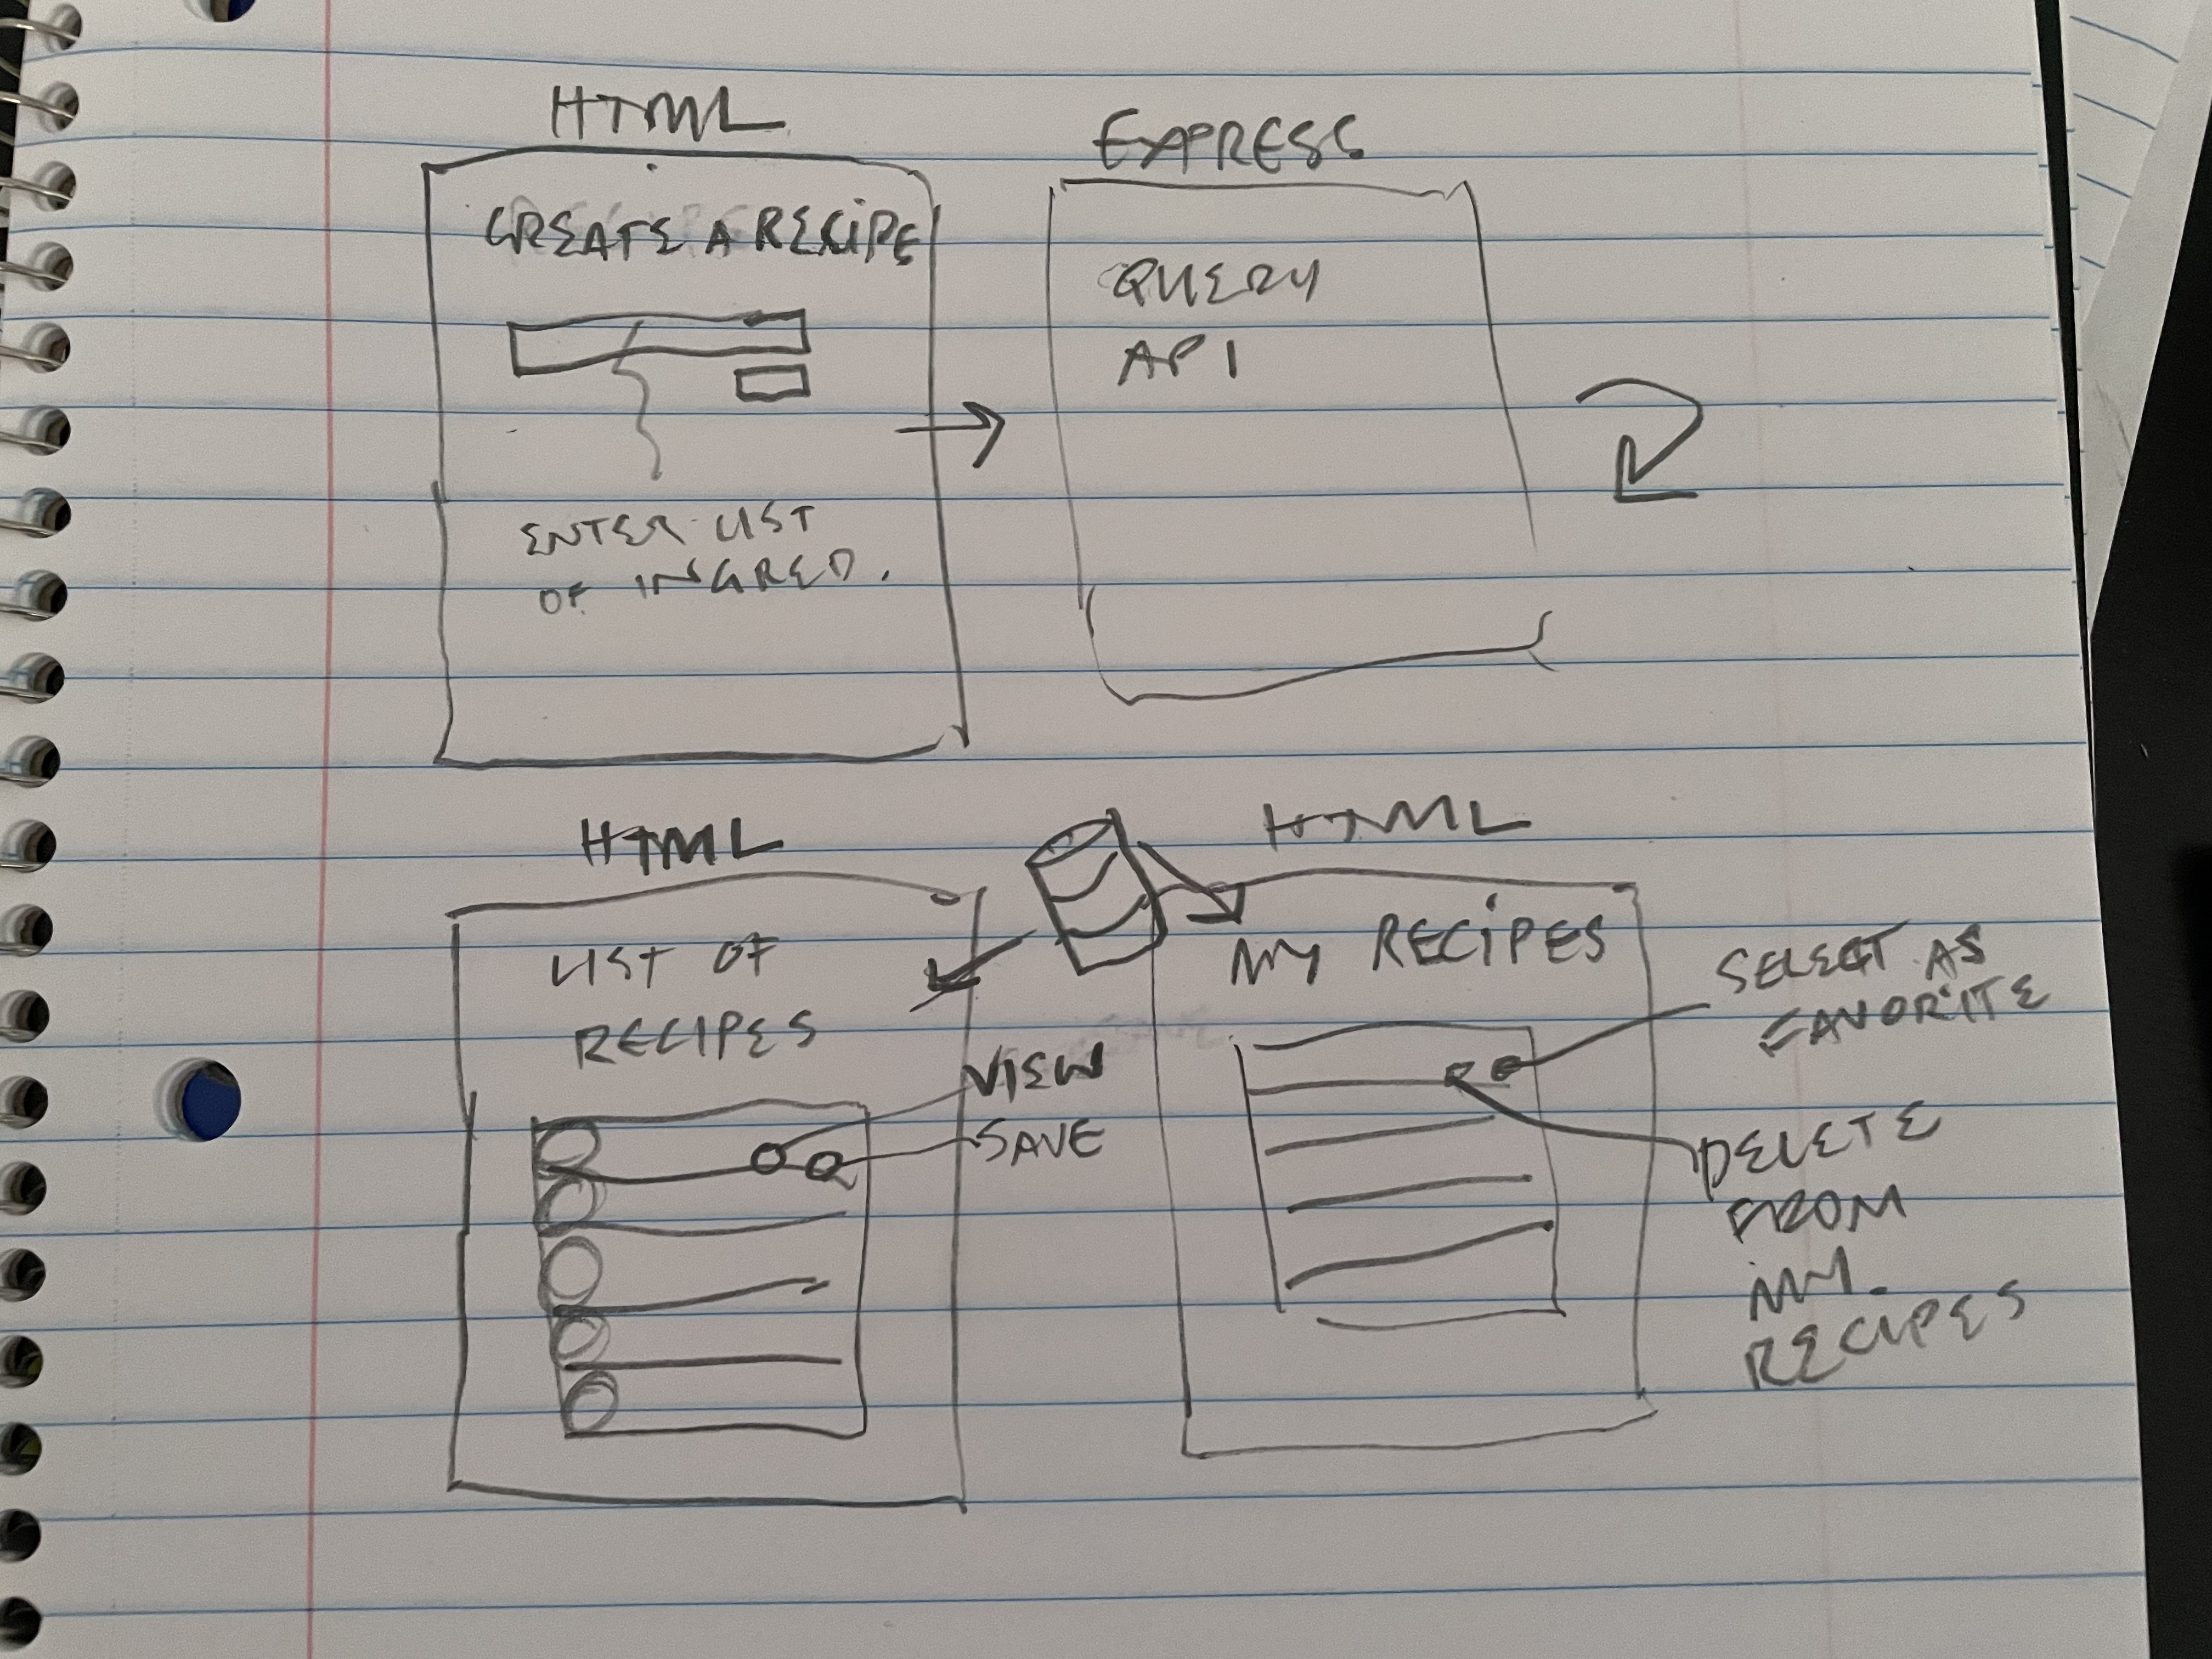 HTML
CREATE A RECIPE
ENTER LIST
OF INGRED.
EXPRESS
QUERY
API
HTML
LIST OF
RECIPES
VIEW
SAVE
HTML
MY RECIPES
SELECT AS
FAVORITE
DELETE
FROM
MY
RECIPES